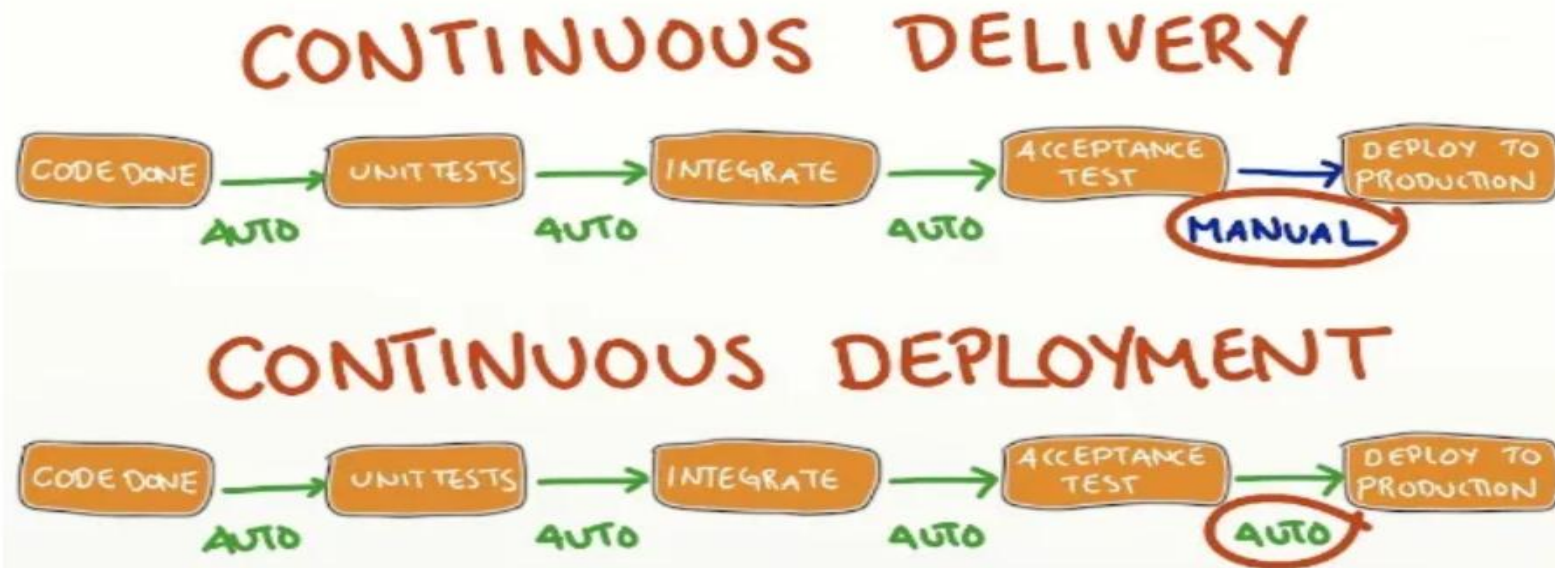 CONTINUOUS DELIVERY
CODE DONE
UNIT TESTS
INTEGRATE
ACCEPTANCE
TEST
DEPLOY TO
PRODUCTION
AUTO
AUTO
AUTO
MANUAL
CONTINUOUS DEPLOYMENT
CODE DONE
UNIT TESTS
INTEGRATE
ACCEPTANCE
TEST
DEPLOY TO
PRODUCTION
AUTO
AUTO
AUTO
AUTO